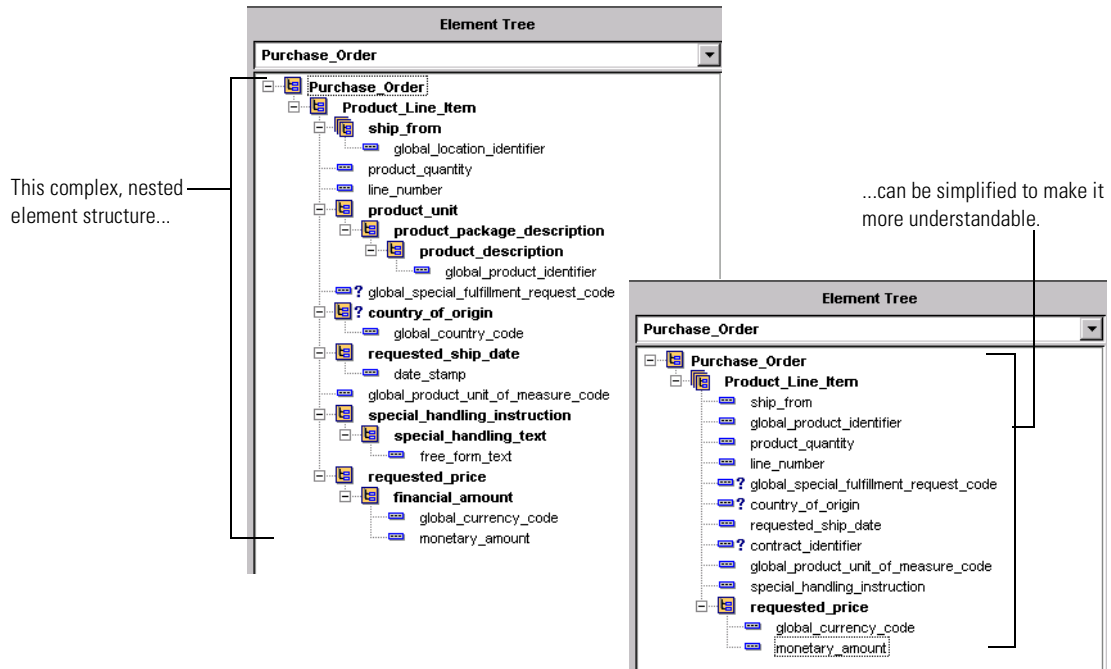 Element Tree
Purchase_Order
Purchase_Order
Product_Line_Item
ship_from
global_location_identifier
product_quantity
line_number
product_unit
product_package_description
product_description
global_product_identifier
? global_special_fulfillment_request_code
? country_of_origin
global_country_code
requested_ship_date
date_stamp
global_product_unit_of_measure_code
special_handling_instruction
special_handling_text
free_form_text
requested_price
financial_amount
global_currency_code
monetary_amount
This complex, nested
element structure...
...can be simplified to make it
more understandable.
Element Tree
Purchase_Order
Purchase_Order
Product_Line_Item
ship_from
global_product_identifier
product_quantity
line_number
? global_special_fulfillment_request_code
? country_of_origin
requested_ship_date
? contract_identifier
global_product_unit_of_measure_code
special_handling_instruction
requested_price
global_currency_code
monetary_amount